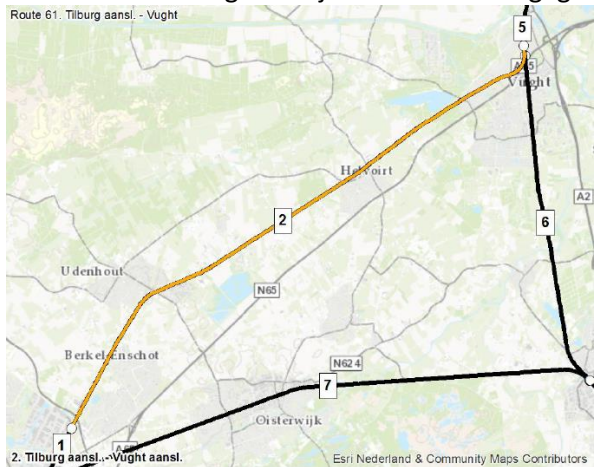 Route 61. Tilburg aansl. - Vught
5
Vught
A2
Helvoirt
2
6
Udenhout
N65
Berkel-Enschot
N624
7
Oisterwijk
1
2. Tilburg aansl. - Vught aansl.
Esri Nederland & Community Maps Contributors